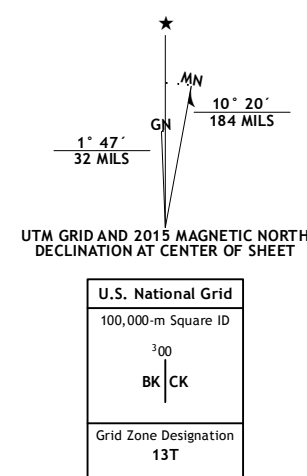 MN
GN
10° 20´
184 MILS
1° 47´
32 MILS
UTM GRID AND 2015 MAGNETIC NORTH
DECLINATION AT CENTER OF SHEET
U.S. National Grid
100,000-m Square ID
³00
BK CK
Grid Zone Designation
13T